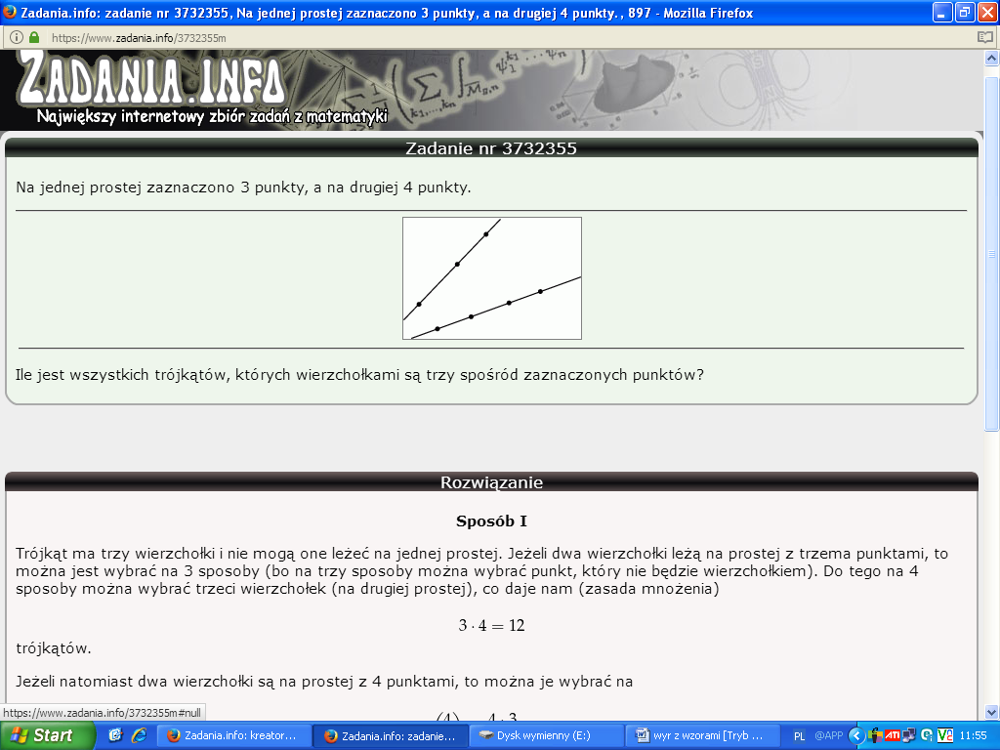 Zadania.info: zadanie nr 3732355, Na jednej prostej zaznaczono 3 punkty, a na drugiej 4 punkty. , 897 - Mozilla Firefox
https://www.zadania.info/3732355m
ZADANIA.INFO
Największy internetowy zbiór zadań z matematyki
Zadanie nr 3732355
Na jednej prostej zaznaczono 3 punkty, a na drugiej 4 punkty.
Ile jest wszystkich trójkątów, których wierzchołkami są trzy spośród zaznaczonych punktów?
Rozwiązanie
Sposób I
Trójkąt ma trzy wierzchołki i nie mogą one leżeć na jednej prostej. Jeżeli dwa wierzchołki leżą na prostej z trzema punktami, to
można jest wybrać na 3 sposoby (bo na trzy sposoby można wybrać punkt, który nie będzie wierzchołkiem). Do tego na 4
sposoby można wybrać trzeci wierzchołek (na drugiej prostej), co daje nam (zasada mnożenia)
3 · 4 = 12
trójkątów.
Jeżeli natomiast dwa wierzchołki są na prostej z 4 punktami, to można je wybrać na
https://www.zadania.info/3732355m#null
(4) 4 · 3
Start
Zadania.info: kreator...
Zadania.info: zadanie...
Dysk wymienny (E:)
wyr z wzorami [Tryb ...
PL
@APP
11:55